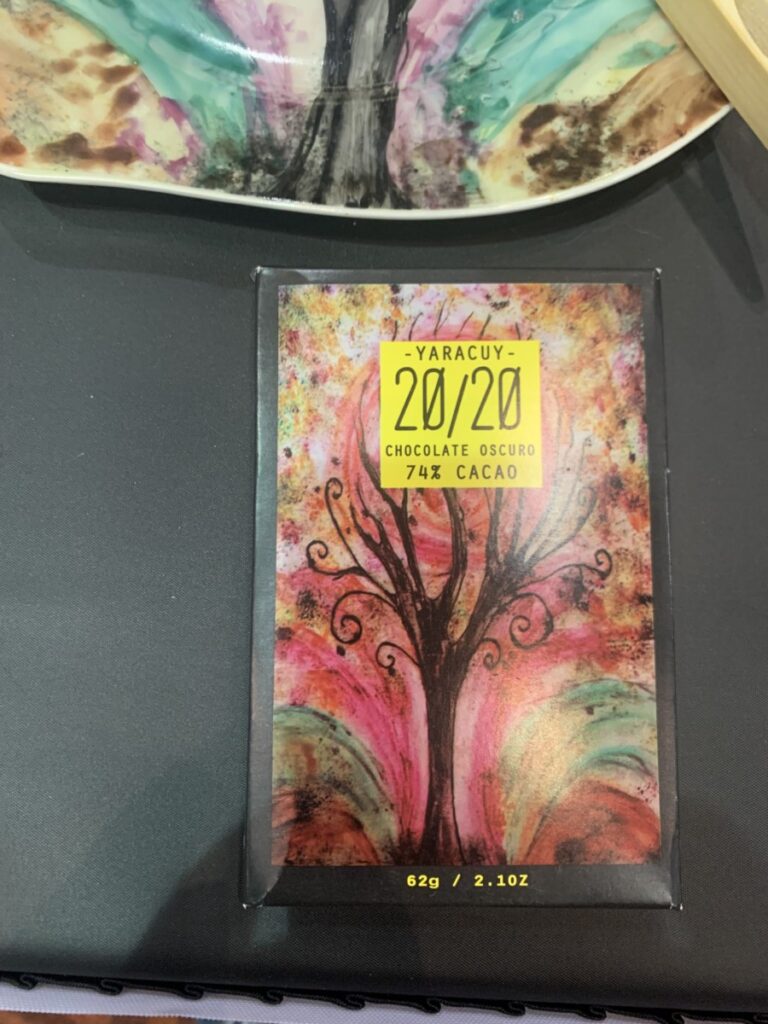 -YARACUY-
20/20
CHOCOLATE OSCURO
74% CACAO
62g / 2.1OZ